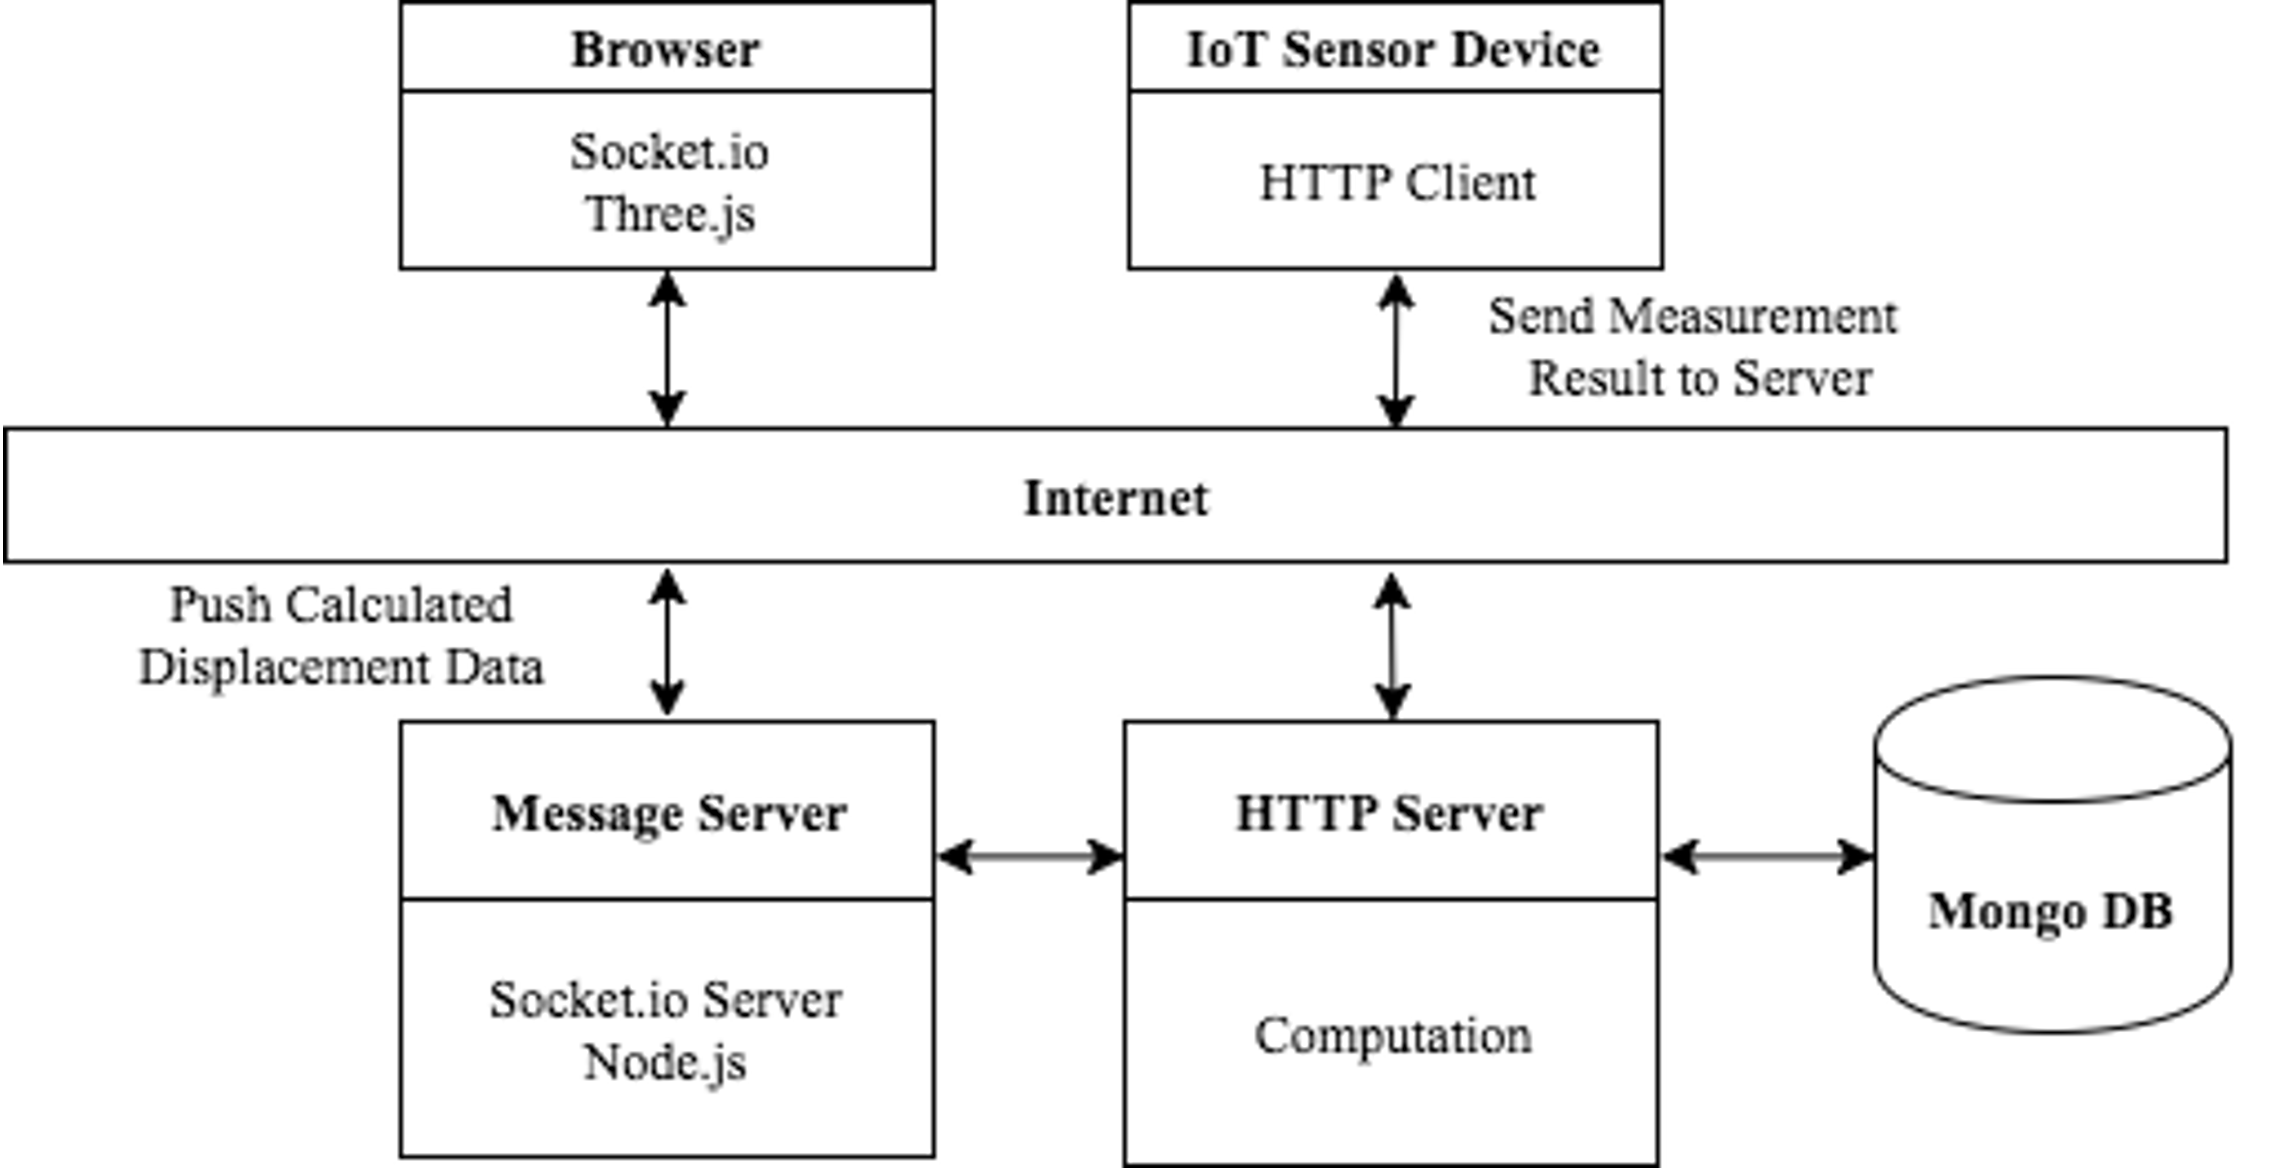 Browser
Socket.io
Three.js
IoT Sensor Device
HTTP Client
Send Measurement
Result to Server
Internet
Push Calculated
Displacement Data
Message Server
Socket.io Server
Node.js
HTTP Server
Computation
Mongo DB